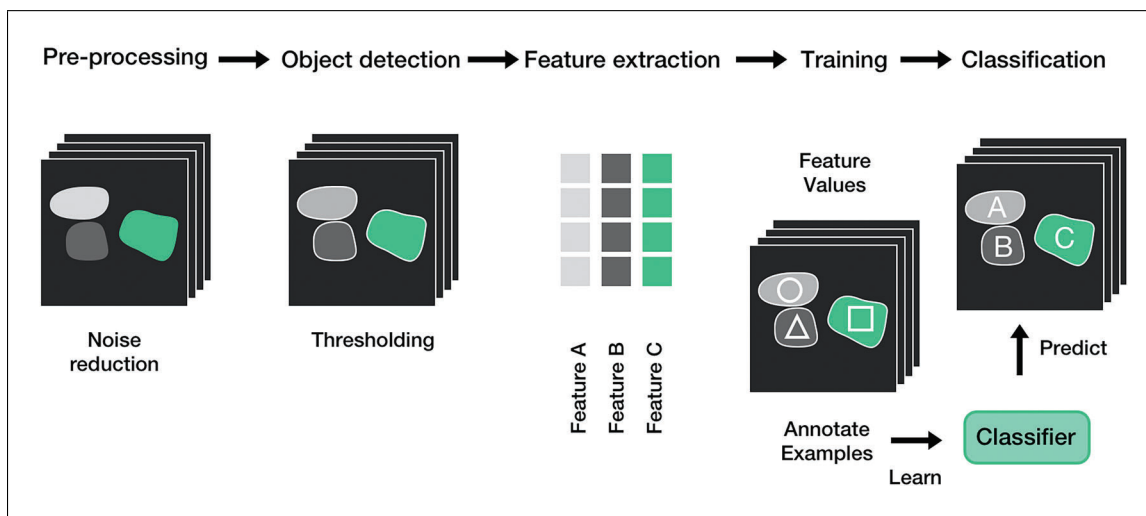 Pre-processing Object detection Feature extraction Training Classification
Noise
reduction
Thresholding
Feature A
Feature B
Feature C
Feature
Values
Annotate
Examples
Learn
Classifier
Predict
A
B
C